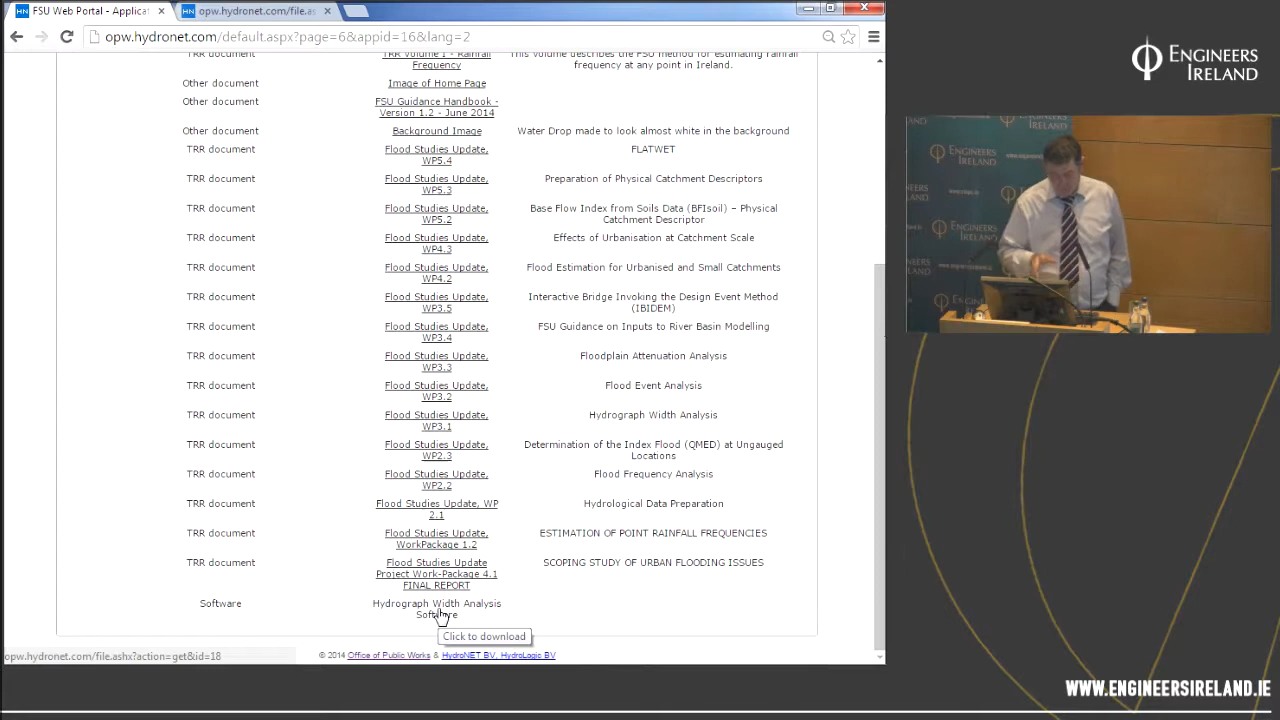 FSU Web Portal - Applicat
opw.hydronet.com/file.as
opw.hydronet.com/default.aspx?page=6&appid=16&lang=2
TRR Volume I - Rainfall This volume describes the FSU method for estimating rainfall
Frequency frequency at any point in Ireland.
Other document Image of Home Page
Other document FSU Guidance Handbook -
Version 1.2 - June 2014
Other document Background Image Water Drop made to look almost white in the background
TRR document Flood Studies Update, FLATWET
WP5.4
TRR document Flood Studies Update, Preparation of Physical Catchment Descriptors
WP5.3
TRR document Flood Studies Update, Base Flow Index from Soils Data (BFIsoil) – Physical
WP5.2 Catchment Descriptor
TRR document Flood Studies Update, Effects of Urbanisation at Catchment Scale
WP4.3
TRR document Flood Studies Update, Flood Estimation for Urbanised and Small Catchments
WP4.2
TRR document Flood Studies Update, Interactive Bridge Invoking the Design Event Method
WP3.5 (IBIDEM)
TRR document Flood Studies Update, FSU Guidance on Inputs to River Basin Modelling
WP3.4
TRR document Flood Studies Update, Floodplain Attenuation Analysis
WP3.3
TRR document Flood Studies Update, Flood Event Analysis
WP3.2
TRR document Flood Studies Update, Hydrograph Width Analysis
WP3.1
TRR document Flood Studies Update, Determination of the Index Flood (QMED) at Ungauged
WP2.3 Locations
TRR document Flood Studies Update, Flood Frequency Analysis
WP2.2
TRR document Flood Studies Update, WP Hydrological Data Preparation
2.1
TRR document Flood Studies Update, ESTIMATION OF POINT RAINFALL FREQUENCIES
WorkPackage 1.2
TRR document Flood Studies Update SCOPING STUDY OF URBAN FLOODING ISSUES
Project Work-Package 4.1
FINAL REPORT
Software Hydrograph Width Analysis
Software
Click to download
opw.hydronet.com/file.ashx?action=get&id=18
© 2014 Office of Public Works & HydroNET BV, HydroLogic BV
ENGINEERS
IRELAND
ENGINEERS
IRELAND
WWW.ENGINEERSIRELAND.IE